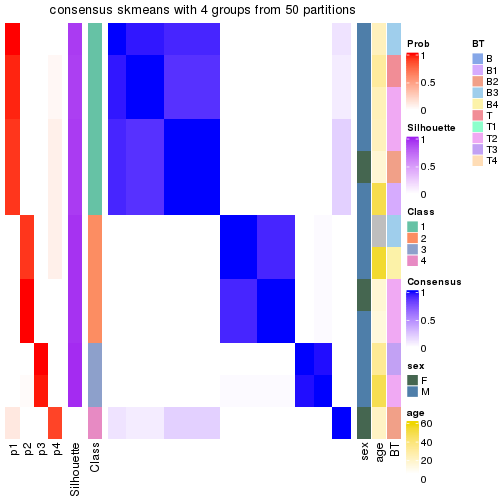 consensus skmeans with 4 groups from 50 partitions
Prob
1
0.5
0
Silhouette
1
0.5
0
Class
1
2
3
4
Consensus
1
0.5
0
sex
F
M
age
60
40
20
0
BT
B
B1
B2
B3
B4
T
T1
T2
T3
T4
p1
p2
p3
p4
Silhouette
Class
sex
age
BT